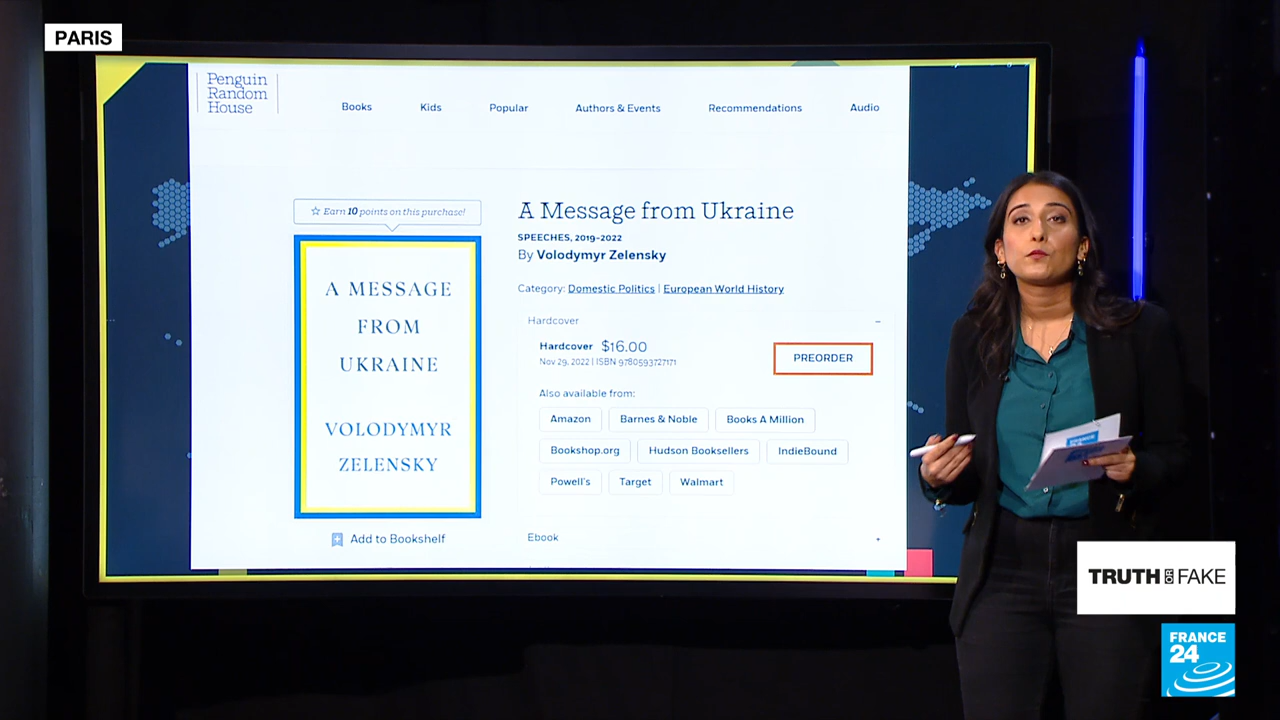 PARIS
Penguin
Random
House
Books
Kids
Popular
Authors & Events
Recommendations
Audio
Earn 10 points on this purchase!
A MESSAGE
FROM
UKRAINE
VOLODYMYR
ZELENSKY
Add to Bookshelf
A Message from Ukraine
SPEECHES, 2019-2022
By Volodymyr Zelensky
Category: Domestic Politics | European World History
Hardcover
Hardcover $16.00
Nov 29, 2022 | ISBN 9780593727171
PREORDER
Also available from:
Amazon
Barnes & Noble
Books A Million
Bookshop.org
Hudson Booksellers
IndieBound
Powell's
Target
Walmart
Ebook
FRANCE
24
TRUTH OR FAKE
FRANCE
24